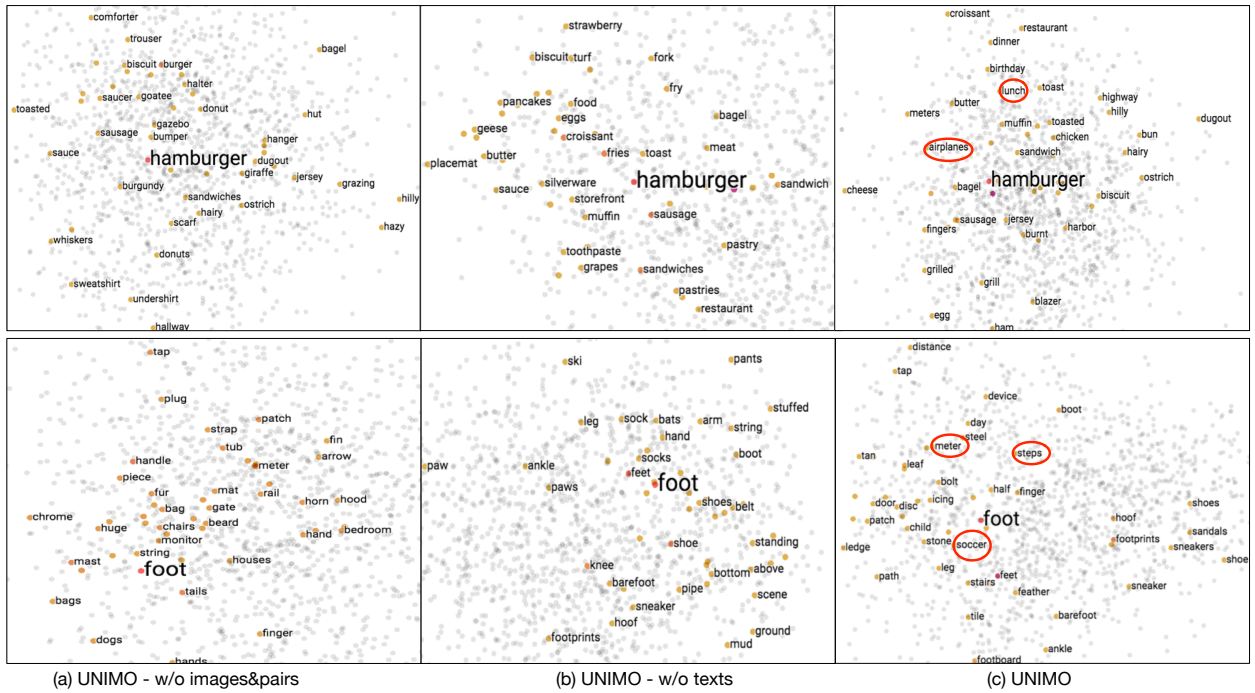 comforter
trouser
bagel
biscuit burger
halter
saucer goatee
toasted
donut
hut
gazebo
sausage
bumper
hanger
sauce
hamburger
dugout
giraffe
jersey
burgundy
grazing
sandwiches
hilly
ostrich
hairy
scarf
hazy
whiskers
donuts
sweatshirt
undershirt
hallway
strawberry
biscuit turf
fork
fry
pancakes
food
eggs
bagel
geese
croissant
butter
fries
toast
meat
placemat
silverware
hamburger
sandwich
sauce
storefront
muffin
sausage
pastry
toothpaste
grapes
sandwiches
pastries
restaurant
croissant
restaurant
dinner
birthday
lunch
toast
highway
butter
meters
hilly
dugout
muffin
toasted
chicken
bun
airplanes
sandwich
hairy
hamburger
ostrich
cheese
bagel
biscuit
sausage
jersey
fingers
burnt
harbor
grilled
grill
blazer
egg
ham
tap
plug
patch
strap
fin
tub
arrow
handle
meter
piece
fur
mat
rail
horn
hood
bag
gate
chrome
huge
chairs
beard
hand
bedroom
monitor
string
mast
foot
houses
tails
bags
dogs
finger
hands
ski
pants
stuffed
leg
sock
bats
arm
string
hand
boot
paw
ankle
socks
feet
foot
paws
shoes
belt
shoe
standing
knee
bottom
above
barefoot
pipe
scene
sneaker
hoof
footprints
ground
mud
distance
tap
device
boot
day
steel
meter
steps
tan
leaf
bolt
half
finger
door
disc
icing
shoes
patch
child
foot
hoof
sandals
ledge
stone
soccer
footprints
sneakers
shoe
leg
feet
path
stairs
feather
sneaker
tile
barefoot
ankle
footboard
(a) UNIMO - w/o images&pairs
(b) UNIMO - w/o texts
(c) UNIMO